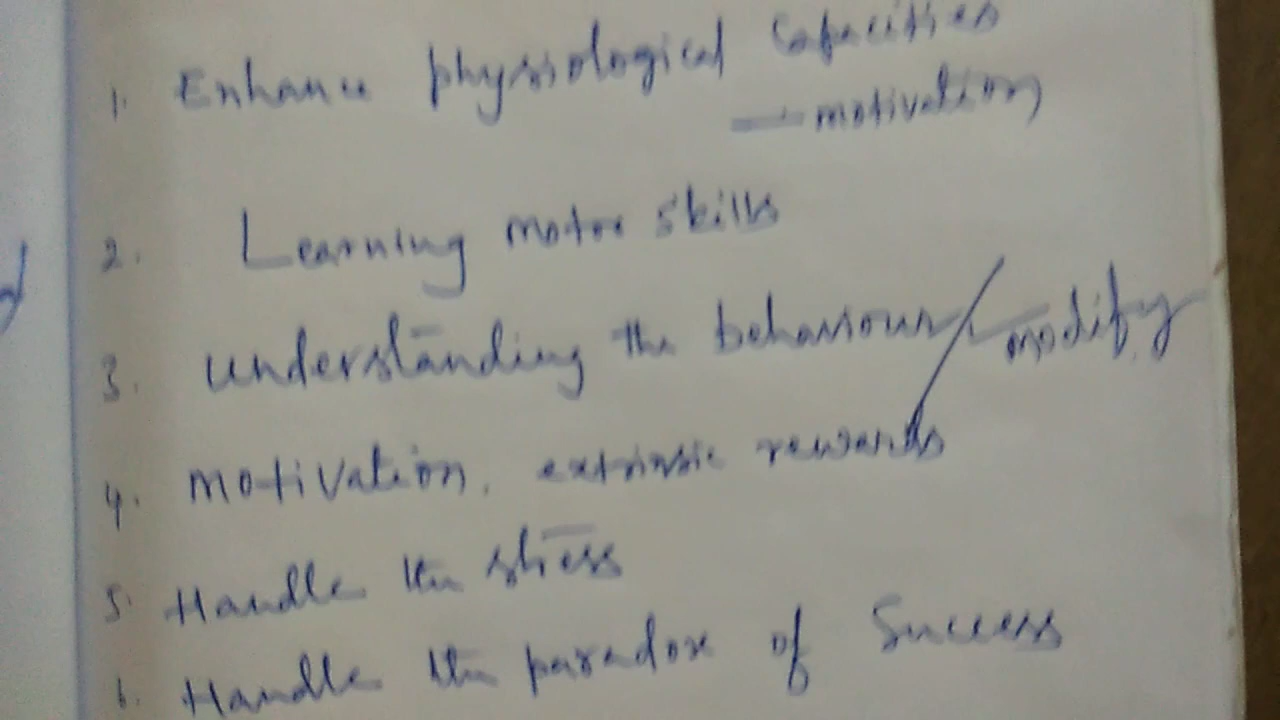 1. Enhance physiological capacities
— motivation
2. Learning motor skills
3. understanding the behaviour / modify
4. motivation, extrinsic rewards
5. Handle the stress
6. Handle the paradox of Success